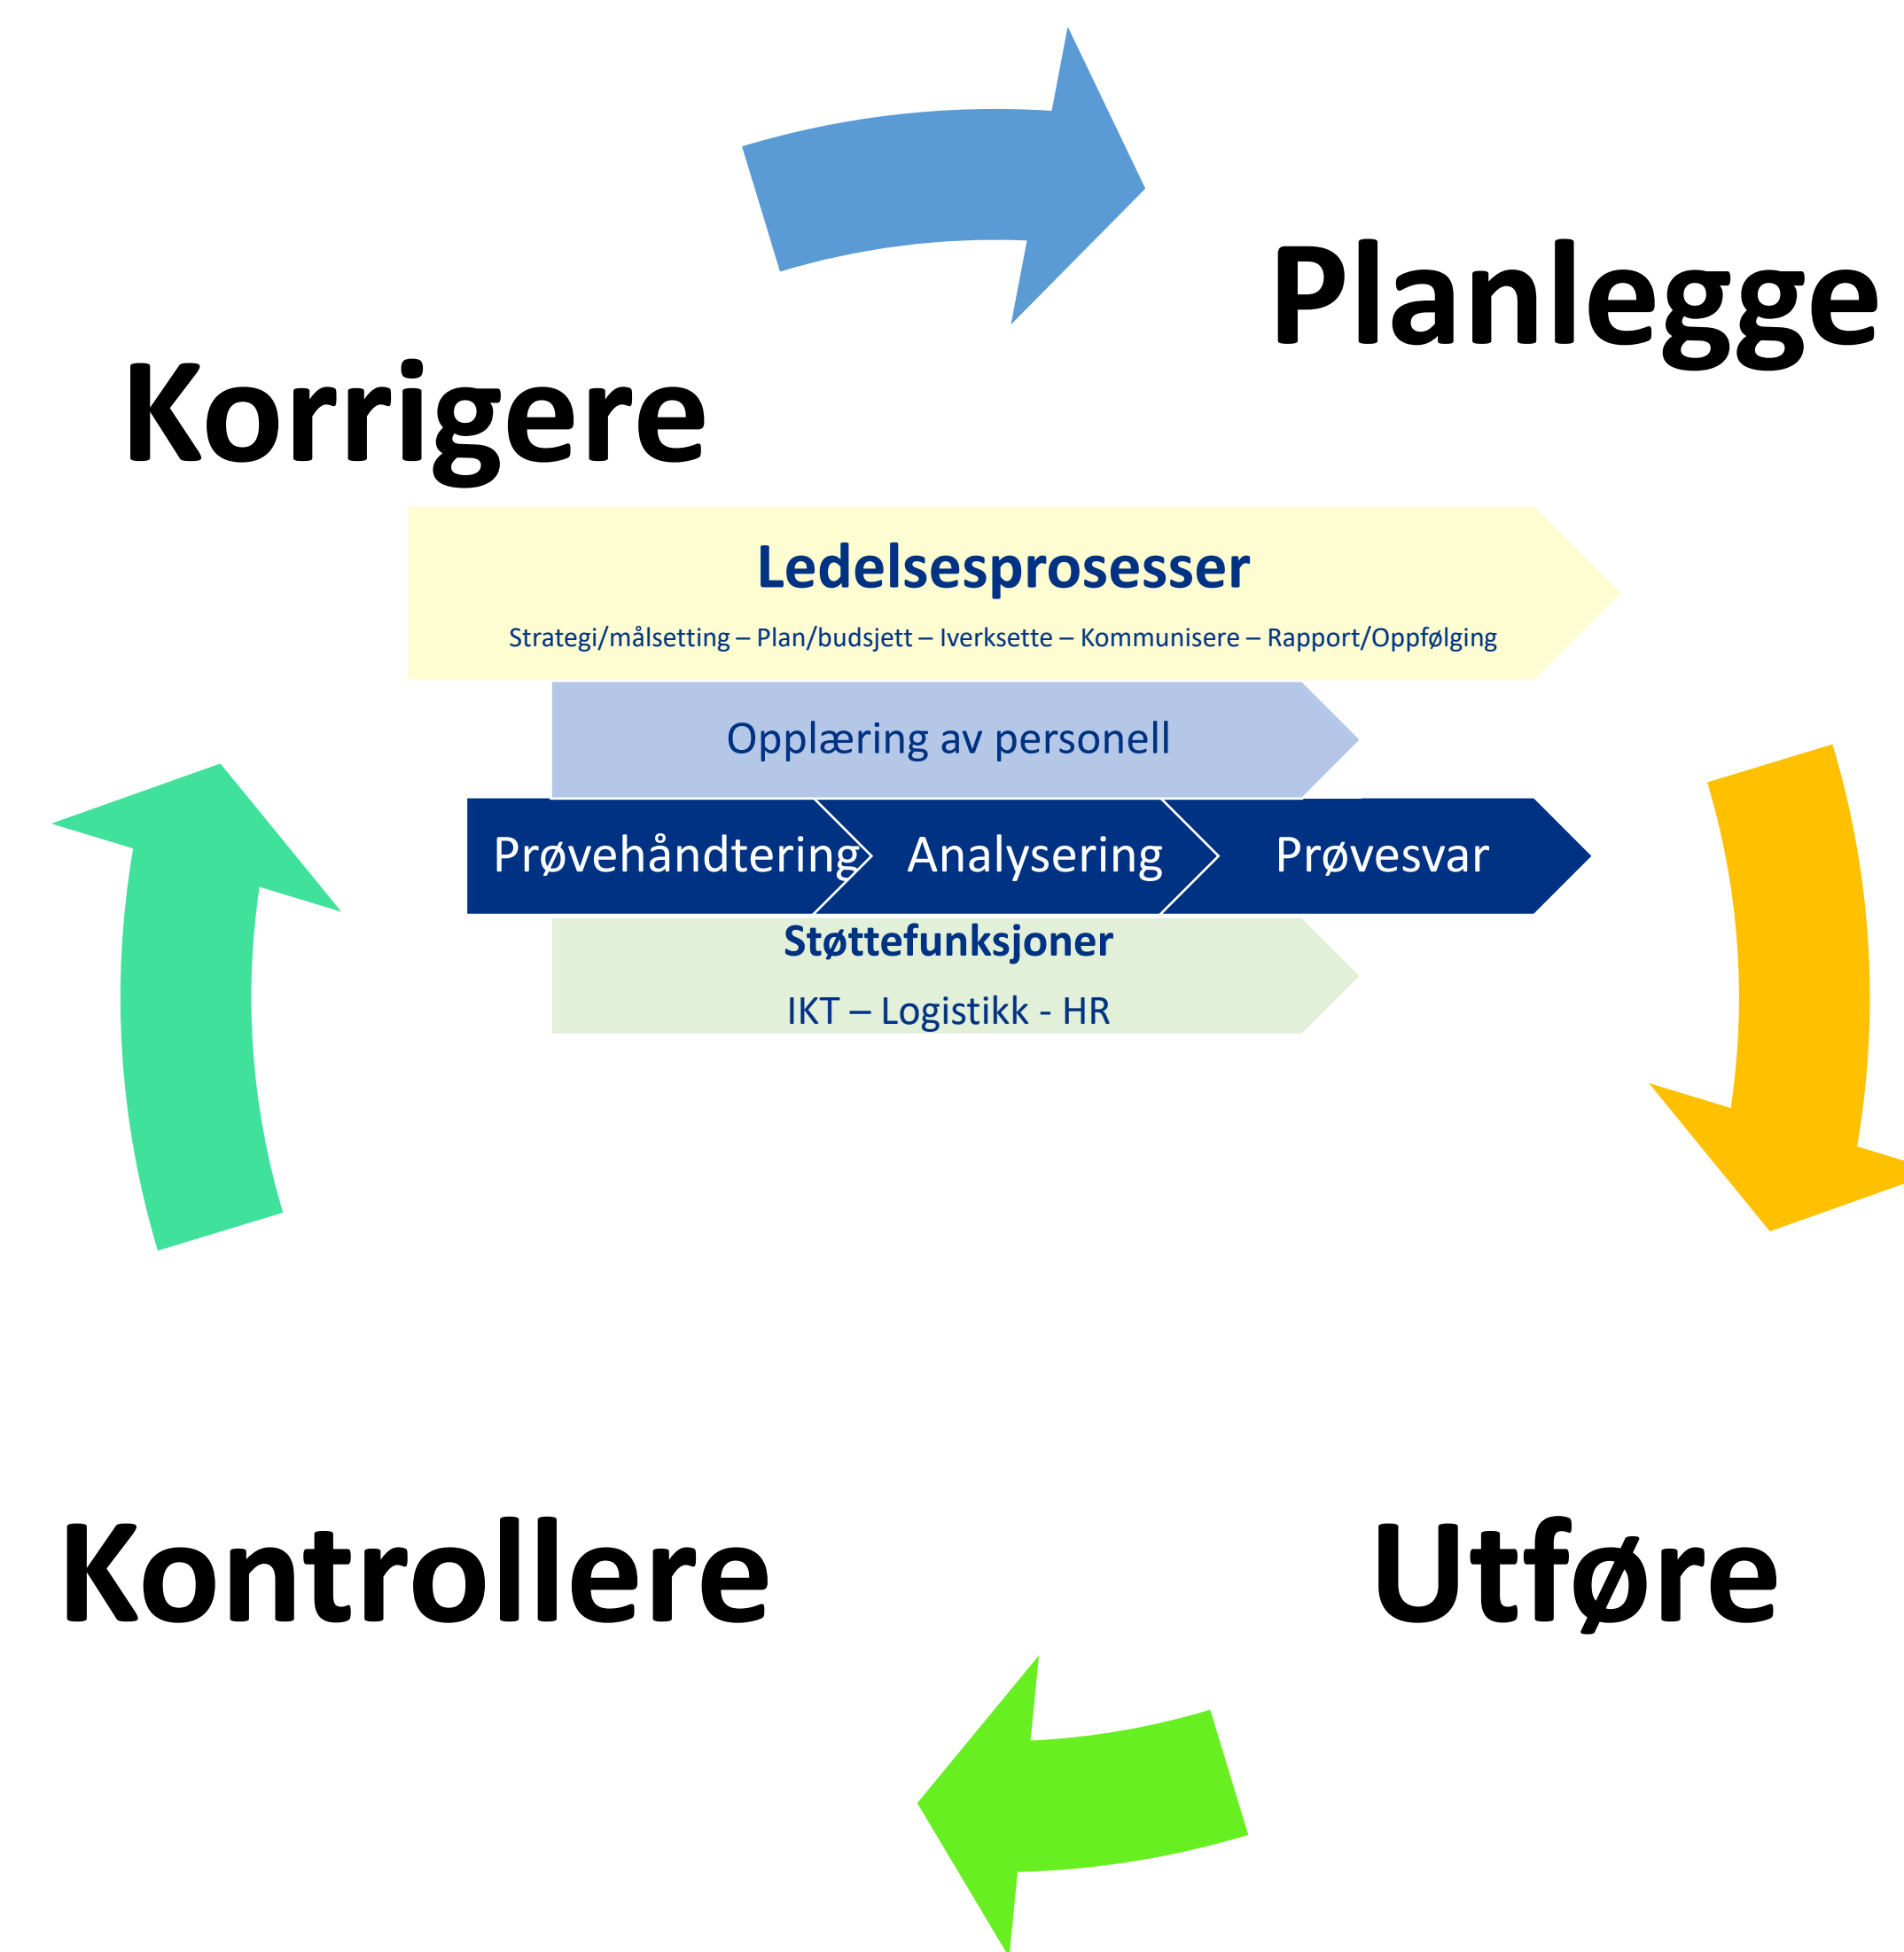 Planlegge
Korrigere
Ledelsesprosesser
Strategi/målsetting – Plan/budsjett – Iverksette – Kommunisere – Rapport/Oppfølging
Opplæring av personell
Prøvehåndtering Analysering Prøvesvar
Støttefunksjoner
IKT – Logistikk - HR
Kontrollere Utføre